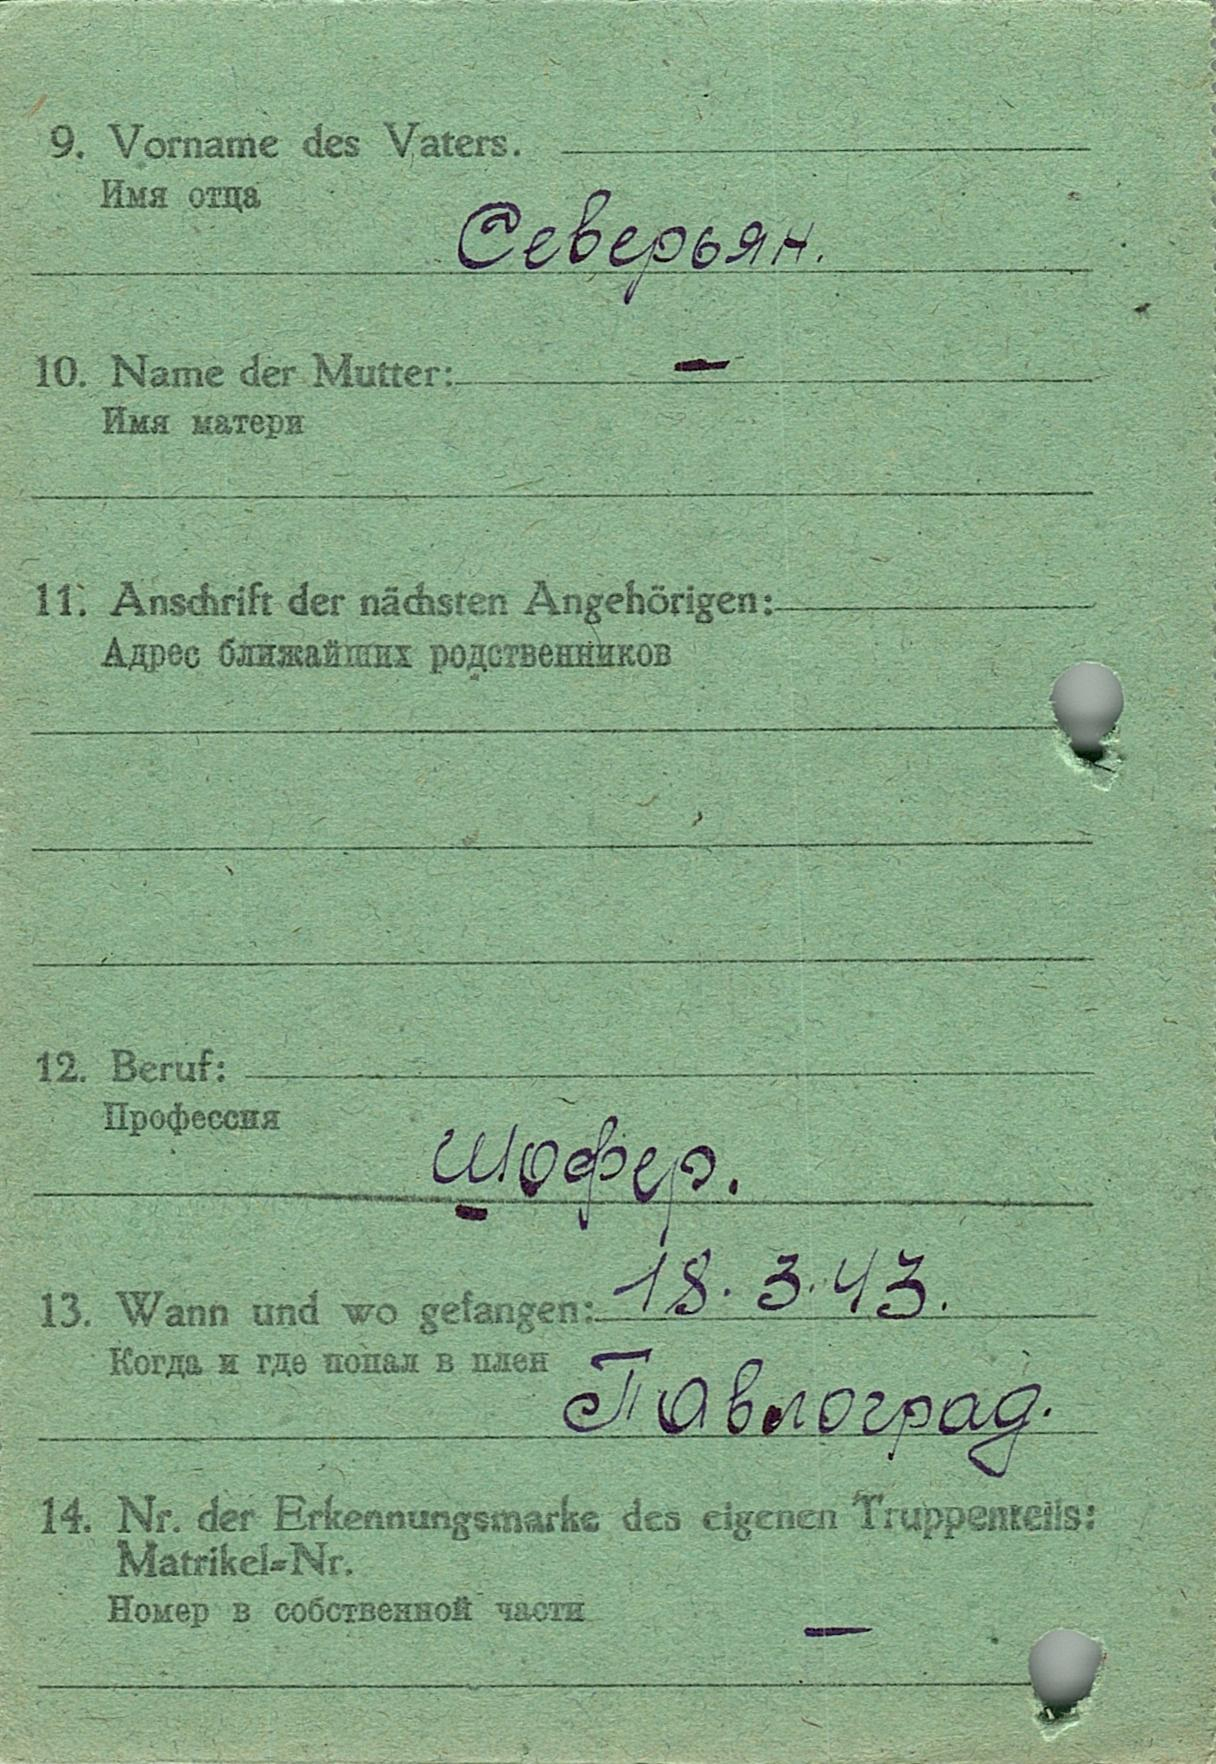 9. Vorname des Vaters.
Имя отца
Северьян.
10. Name der Mutter: –
Имя матери
11. Anschrift der nächsten Angehörigen:
Адрес ближайших родственников
12. Beruf:
Профессия
шофер.
13. Wann und wo gefangen: 18. 3. 43.
Когда и где попал в плен
Павлоград.
14. Nr. der Erkennungsmarke des eigenen Truppenteils:
Matrikel-Nr.
Номер в собственной части
–